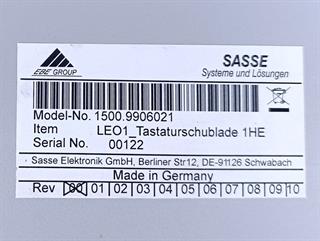 EBE GROUP
SASSE
Systeme und Lösungen
Model-No. 1500.9906021
Item LEO1_Tastaturschublade 1HE
Serial No. 00122
Sasse Elektronik GmbH, Berliner Str12, DE-91126 Schwabach
Made in Germany
Rev 00 01 02 03 04 05 06 07 08 09 10